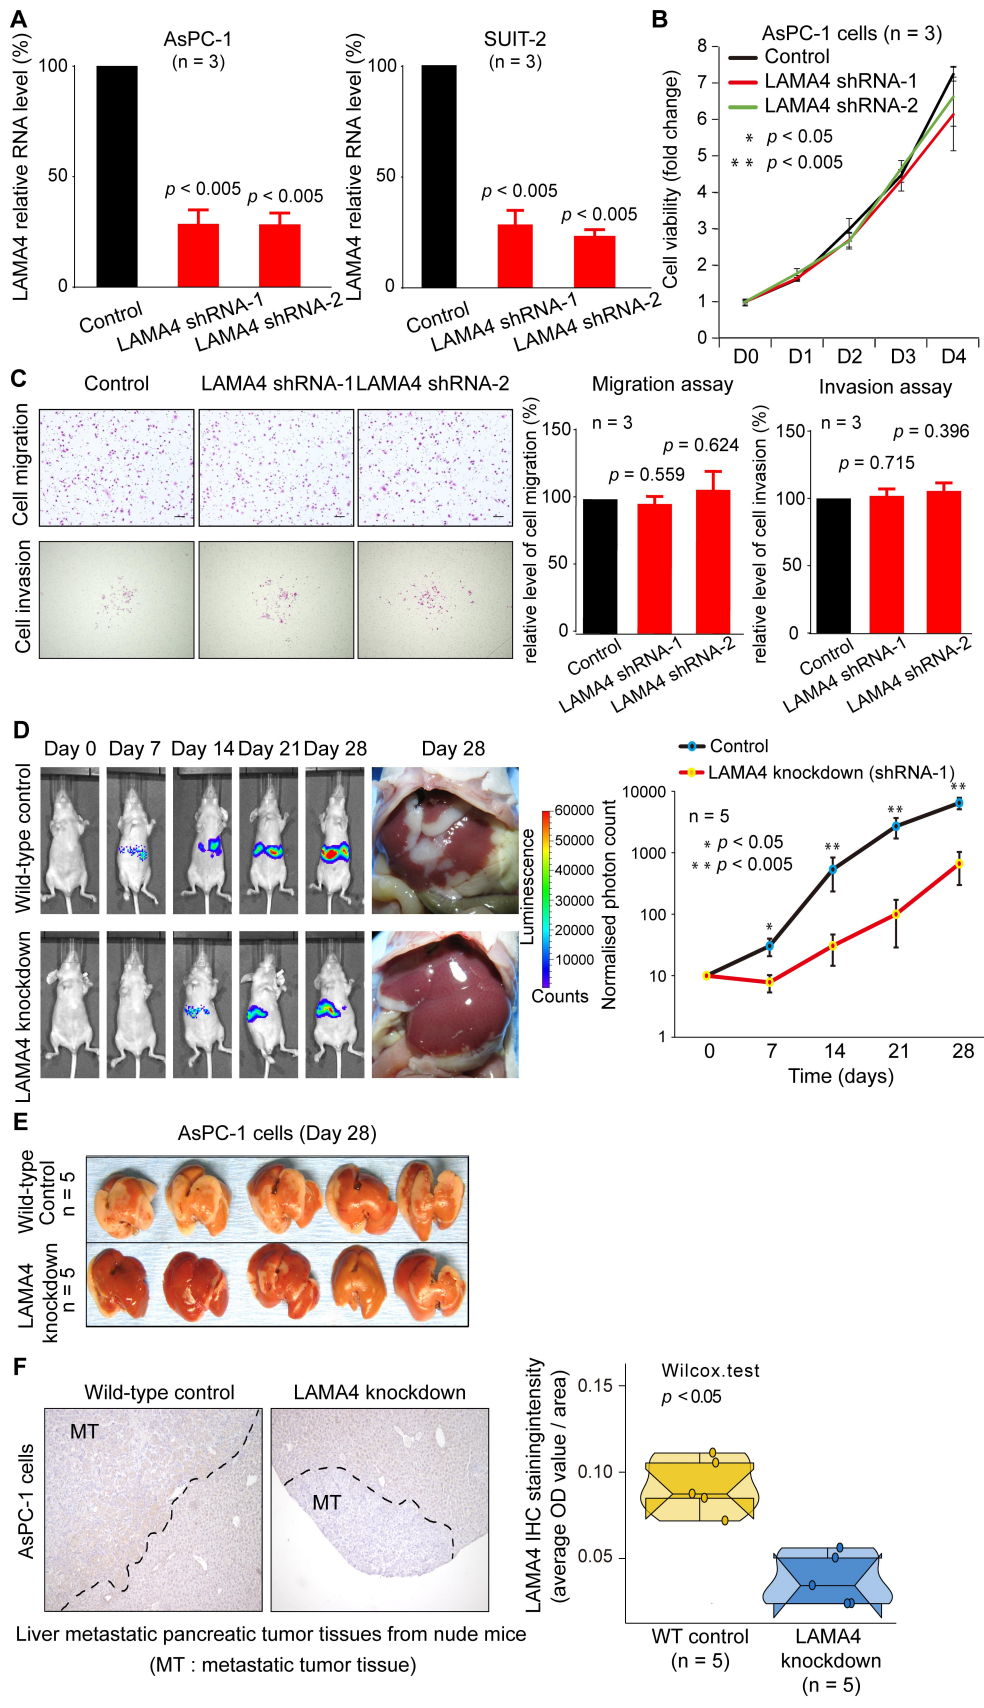 A
AsPC-1
(n = 3)
LAMA4 relative RNA level (%)
100
50
0
p < 0.005
p < 0.005
Control
LAMA4 shRNA-1
LAMA4 shRNA-2
SUIT-2
(n = 3)
LAMA4 relative RNA level (%)
100
50
0
p < 0.005
p < 0.005
Control
LAMA4 shRNA-1
LAMA4 shRNA-2
B
AsPC-1 cells (n = 3)
Control
LAMA4 shRNA-1
LAMA4 shRNA-2
* p < 0.05
** p < 0.005
Cell viability (fold change)
8
7
6
5
4
3
2
1
0
D0 D1 D2 D3 D4
C
Control
LAMA4 shRNA-1
LAMA4 shRNA-2
Cell migration
Cell invasion
Migration assay
n = 3
relative level of cell migration (%)
150
100
50
0
p = 0.559
p = 0.624
Control
LAMA4 shRNA-1
LAMA4 shRNA-2
Invasion assay
n = 3
relative level of cell invasion (%)
150
100
50
0
p = 0.715
p = 0.396
Control
LAMA4 shRNA-1
LAMA4 shRNA-2
D
Day 0 Day 7 Day 14 Day 21 Day 28 Day 28
Wild-type control
LAMA4 knockdown
Luminescence
60000
50000
40000
30000
20000
10000
Counts
Control
LAMA4 knockdown (shRNA-1)
Normalised photon count
10000
1000
100
10
1
n = 5
* p < 0.05
** p < 0.005
*
**
**
**
0 7 14 21 28
Time (days)
E
AsPC-1 cells (Day 28)
Wild-type
Control
n = 5
LAMA4
knockdown
n = 5
F
Wild-type control
LAMA4 knockdown
AsPC-1 cells
MT
MT
Liver metastatic pancreatic tumor tissues from nude mice
(MT : metastatic tumor tissue)
LAMA4 IHC stainingintensity
(average OD value / area)
0.15
0.10
0.05
Wilcox.test
p <0.05
WT control
(n = 5)
LAMA4
knockdown
(n = 5)